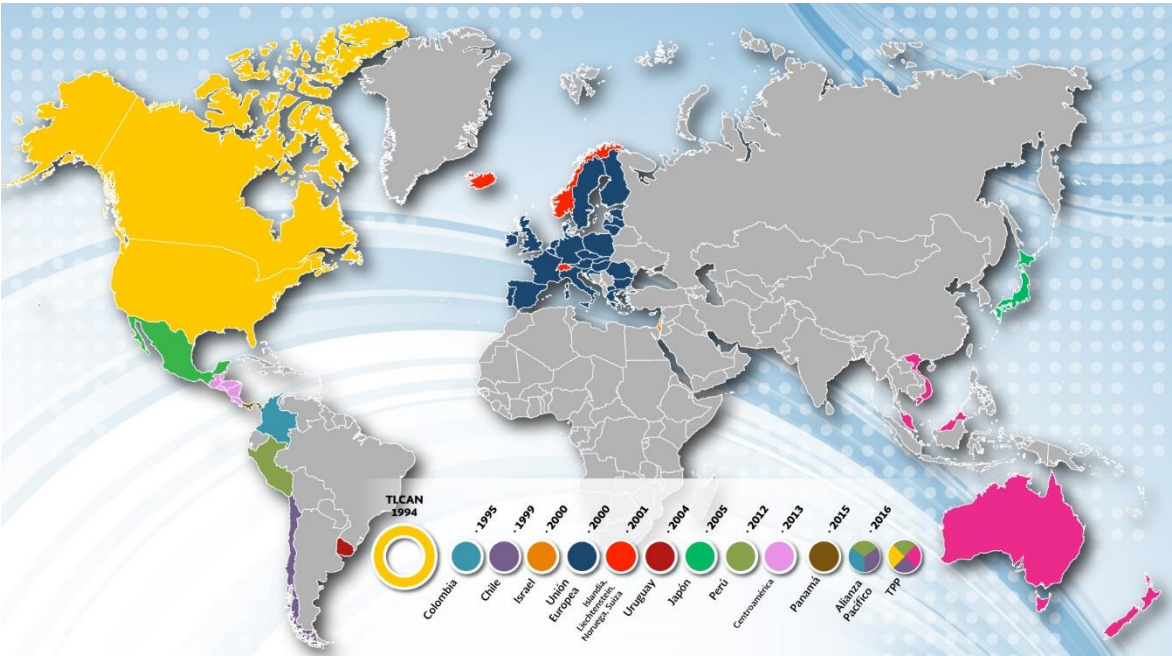 TLCAN
1994
· 1995
Colombia
· 1999
Chile
· 2000
Israel
· 2000
Unión
Europea
· 2001
Islandia,
Liechtenstein,
Noruega, Suiza
· 2004
Uruguay
· 2005
Japón
· 2012
Perú
· 2013
Centroamérica
· 2015
Panamá
· 2016
Alianza
Pacífico
TPP